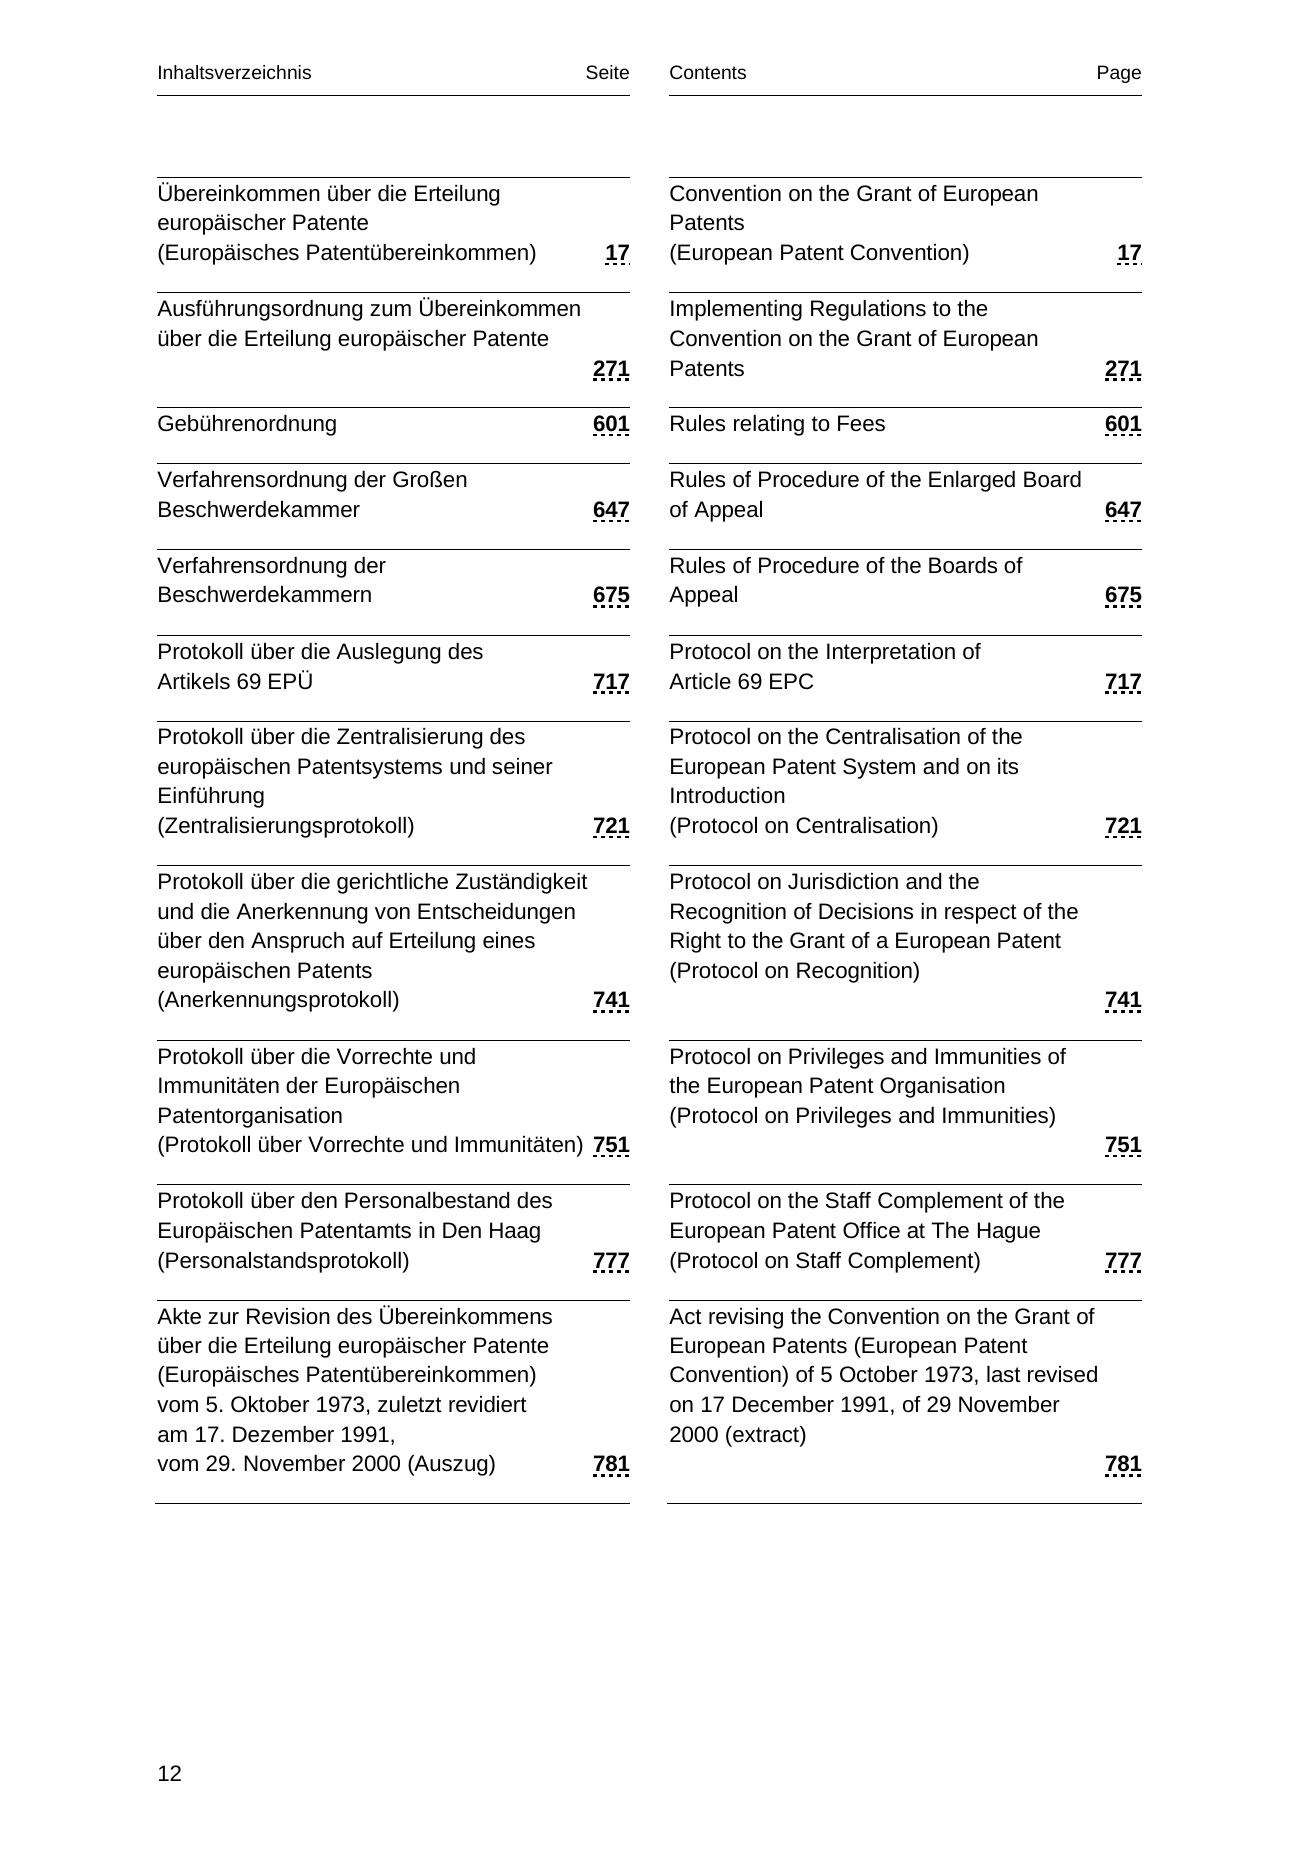 Inhaltsverzeichnis Seite
Übereinkommen über die Erteilung
europäischer Patente
(Europäisches Patentübereinkommen) 17
Ausführungsordnung zum Übereinkommen
über die Erteilung europäischer Patente
271
Gebührenordnung 601
Verfahrensordnung der Großen
Beschwerdekammer 647
Verfahrensordnung der
Beschwerdekammern 675
Protokoll über die Auslegung des
Artikels 69 EPÜ 717
Protokoll über die Zentralisierung des
europäischen Patentsystems und seiner
Einführung
(Zentralisierungsprotokoll) 721
Protokoll über die gerichtliche Zuständigkeit
und die Anerkennung von Entscheidungen
über den Anspruch auf Erteilung eines
europäischen Patents
(Anerkennungsprotokoll) 741
Protokoll über die Vorrechte und
Immunitäten der Europäischen
Patentorganisation
(Protokoll über Vorrechte und Immunitäten) 751
Protokoll über den Personalbestand des
Europäischen Patentamts in Den Haag
(Personalstandsprotokoll) 777
Akte zur Revision des Übereinkommens
über die Erteilung europäischer Patente
(Europäisches Patentübereinkommen)
vom 5. Oktober 1973, zuletzt revidiert
am 17. Dezember 1991,
vom 29. November 2000 (Auszug) 781
Contents Page
Convention on the Grant of European
Patents
(European Patent Convention) 17
Implementing Regulations to the
Convention on the Grant of European
Patents 271
Rules relating to Fees 601
Rules of Procedure of the Enlarged Board
of Appeal 647
Rules of Procedure of the Boards of
Appeal 675
Protocol on the Interpretation of
Article 69 EPC 717
Protocol on the Centralisation of the
European Patent System and on its
Introduction
(Protocol on Centralisation) 721
Protocol on Jurisdiction and the
Recognition of Decisions in respect of the
Right to the Grant of a European Patent
(Protocol on Recognition)
741
Protocol on Privileges and Immunities of
the European Patent Organisation
(Protocol on Privileges and Immunities)
751
Protocol on the Staff Complement of the
European Patent Office at The Hague
(Protocol on Staff Complement) 777
Act revising the Convention on the Grant of
European Patents (European Patent
Convention) of 5 October 1973, last revised
on 17 December 1991, of 29 November
2000 (extract)
781
12